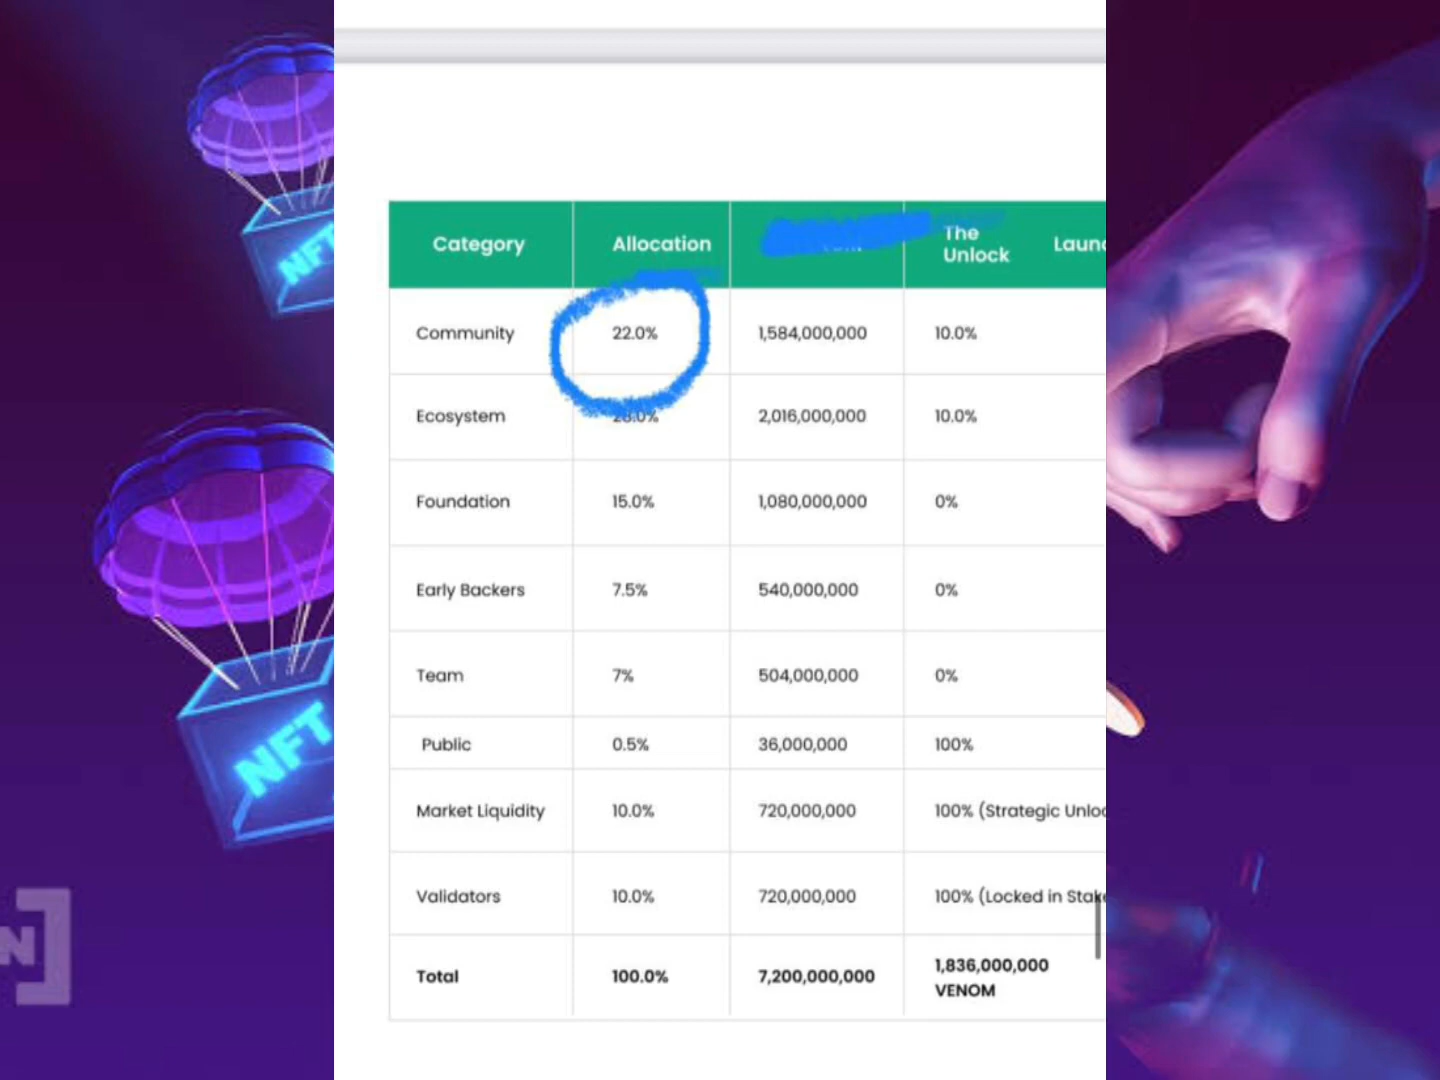 NFT
NFT
N
Category Allocation The Unlock
Community 22.0% 1,584,000,000 10.0%
Ecosystem 28.0% 2,016,000,000 10.0%
Foundation 15.0% 1,080,000,000 0%
Early Backers 7.5% 540,000,000 0%
Team 7% 504,000,000 0%
Public 0.5% 36,000,000 100%
Market Liquidity 10.0% 720,000,000 100% (Strategic
Validators 10.0% 720,000,000 100% (Locked in
Total 100.0% 7,200,000,000 1,836,000,000
VENOM